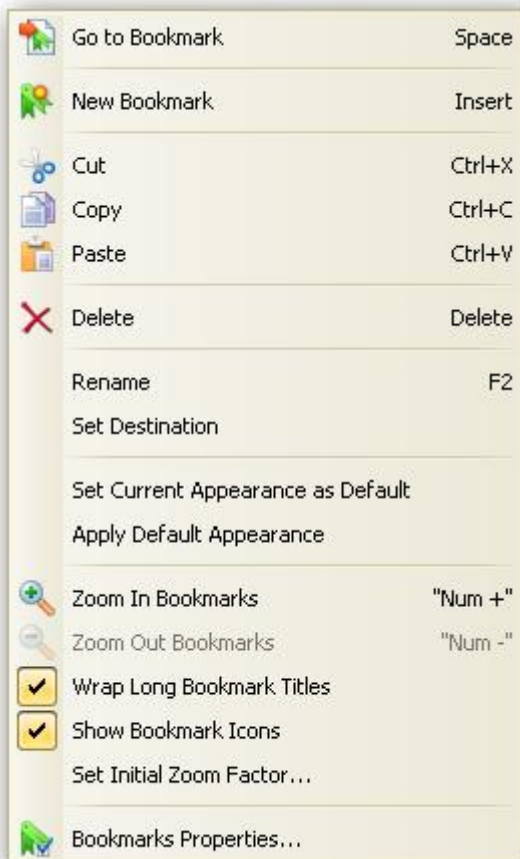 Go to Bookmark Space
New Bookmark Insert
Cut Ctrl+X
Copy Ctrl+C
Paste Ctrl+V
Delete Delete
Rename F2
Set Destination
Set Current Appearance as Default
Apply Default Appearance
Zoom In Bookmarks "Num +"
Zoom Out Bookmarks "Num -"
Wrap Long Bookmark Titles
Show Bookmark Icons
Set Initial Zoom Factor...
Bookmarks Properties...